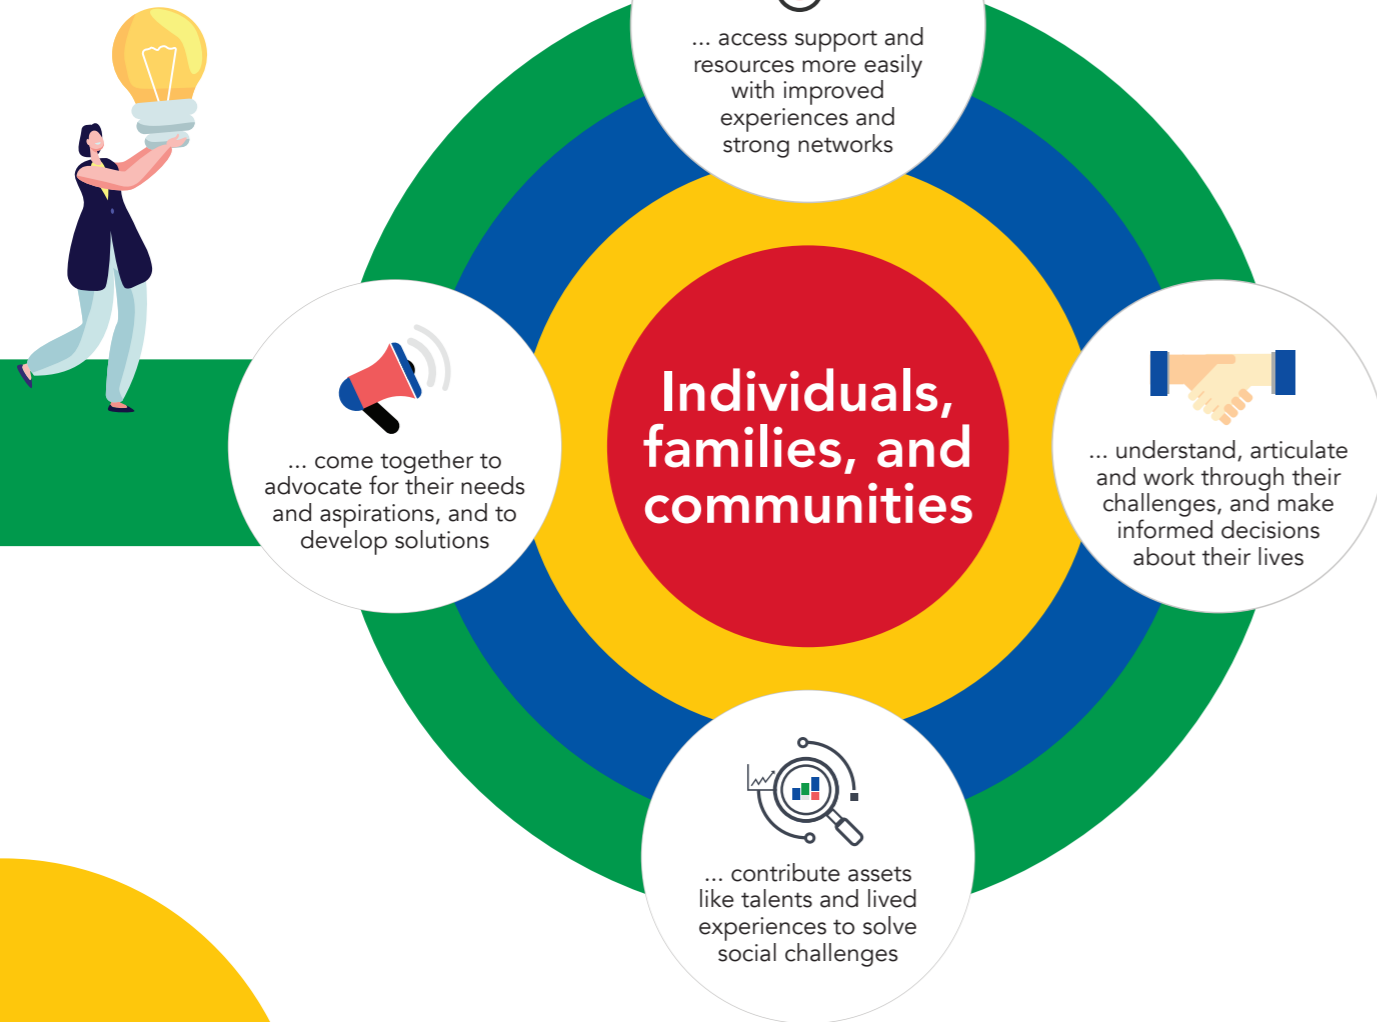 ... access support and
resources more easily
with improved
experiences and
strong networks
Individuals,
families, and
communities
... come together to
advocate for their needs
and aspirations, and to
develop solutions
... understand, articulate
and work through their
challenges, and make
informed decisions
about their lives
... contribute assets
like talents and lived
experiences to solve
social challenges